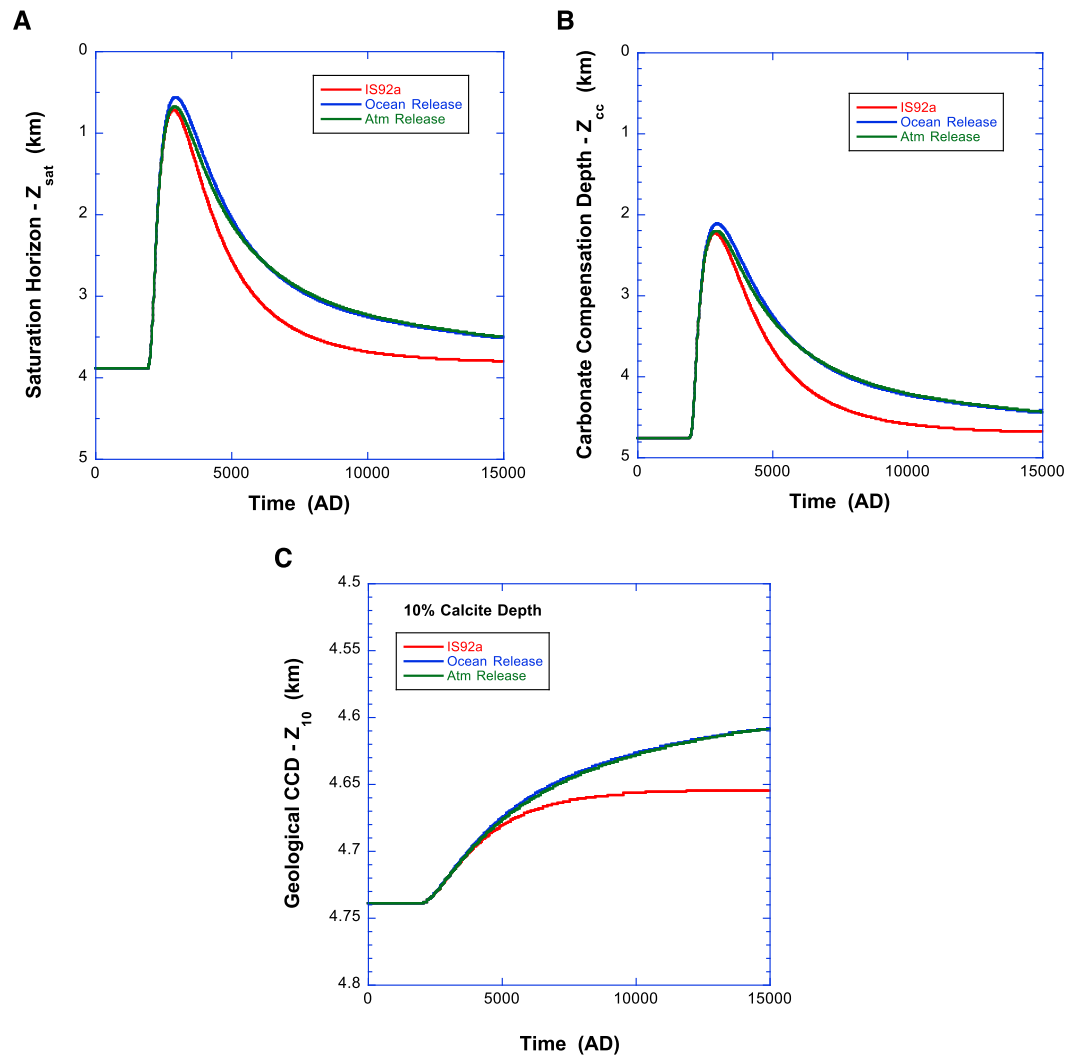 A
0
1
2
3
4
5
Saturation Horizon - Z_sat (km)
IS92a
Ocean Release
Atm Release
0
5000
10000
15000
Time (AD)
B
0
1
2
3
4
5
Carbonate Compensation Depth - Z_cc (km)
IS92a
Ocean Release
Atm Release
0
5000
10000
15000
Time (AD)
C
4.5
4.55
4.6
4.65
4.7
4.75
4.8
Geological CCD - Z_10 (km)
10% Calcite Depth
IS92a
Ocean Release
Atm Release
0
5000
10000
15000
Time (AD)